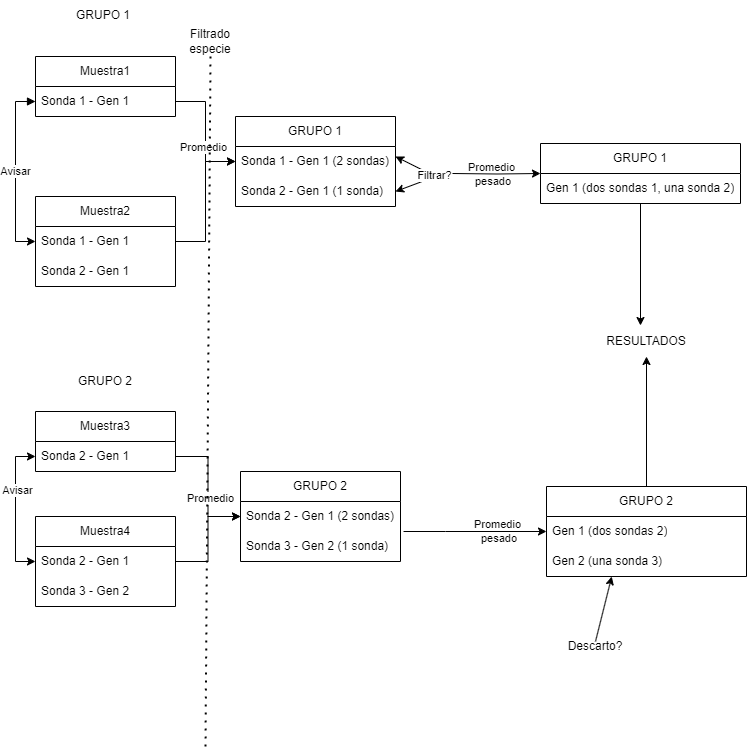 GRUPO 1
Filtrado
especie
Muestra1
Sonda 1 - Gen 1
Avisar
Muestra2
Sonda 1 - Gen 1
Sonda 2 - Gen 1
Promedio
GRUPO 1
Sonda 1 - Gen 1 (2 sondas)
Sonda 2 - Gen 1 (1 sonda)
Filtrar?
Promedio
pesado
GRUPO 1
Gen 1 (dos sondas 1, una sonda 2)
RESULTADOS
GRUPO 2
Muestra3
Sonda 2 - Gen 1
Avisar
Muestra4
Sonda 2 - Gen 1
Sonda 3 - Gen 2
Promedio
GRUPO 2
Sonda 2 - Gen 1 (2 sondas)
Sonda 3 - Gen 2 (1 sonda)
Promedio
pesado
GRUPO 2
Gen 1 (dos sondas 2)
Gen 2 (una sonda 3)
Descarto?